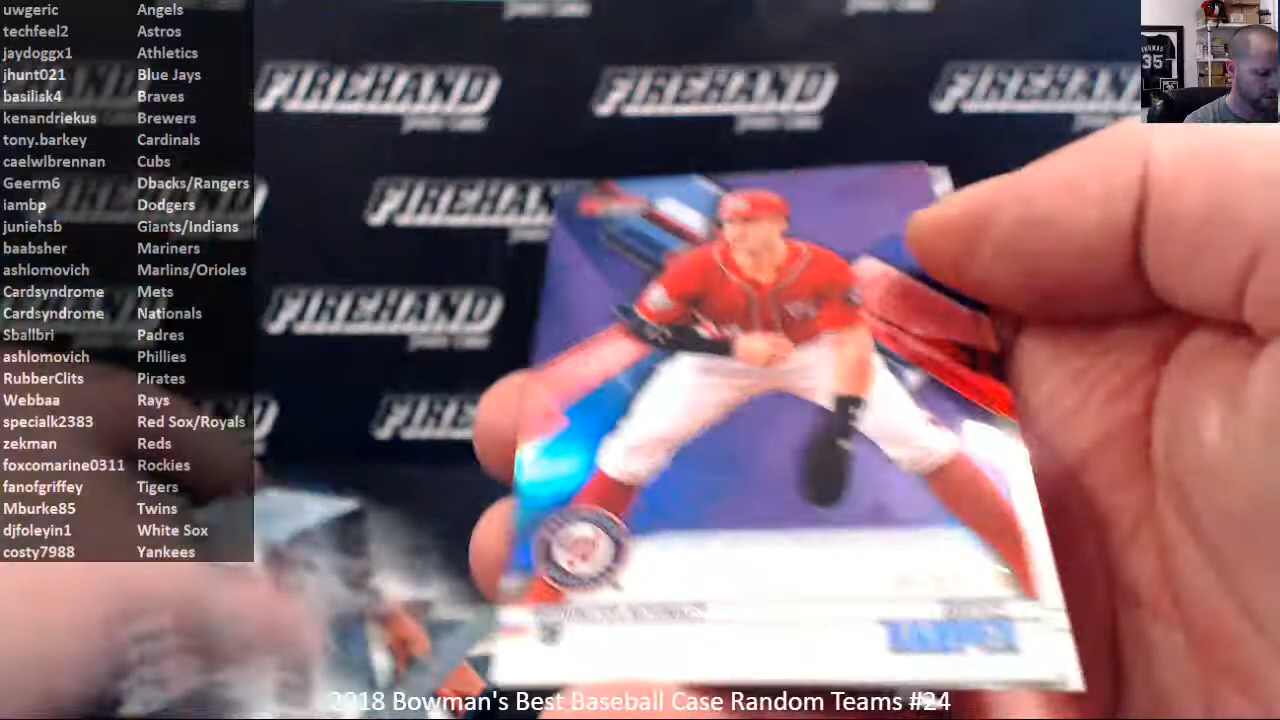 uwgeric Angels
techfeel2 Astros
jaydoggx1 Athletics
jhunt021 Blue Jays
basilisk4 Braves
kenandriekus Brewers
tony.barkey Cardinals
caelwlbrennan Cubs
Geerm6 Dbacks/Rangers
iambp Dodgers
juniehsb Giants/Indians
baabsher Mariners
ashlomovich Marlins/Orioles
Cardsyndrome Mets
Cardsyndrome Nationals
Sballbri Padres
ashlomovich Phillies
RubberClits Pirates
Webbaa Rays
specialk2383 Red Sox/Royals
zekman Reds
foxcomarine0311 Rockies
fanofgriffey Tigers
Mburke85 Twins
djfoleyin1 White Sox
costy7988 Yankees
FIREHAND FIREHAND FIREHAND
FIREHAN
FIREHAND
FIR
THOMAS
35
2018 Bowman's Best Baseball Case Random Teams #24